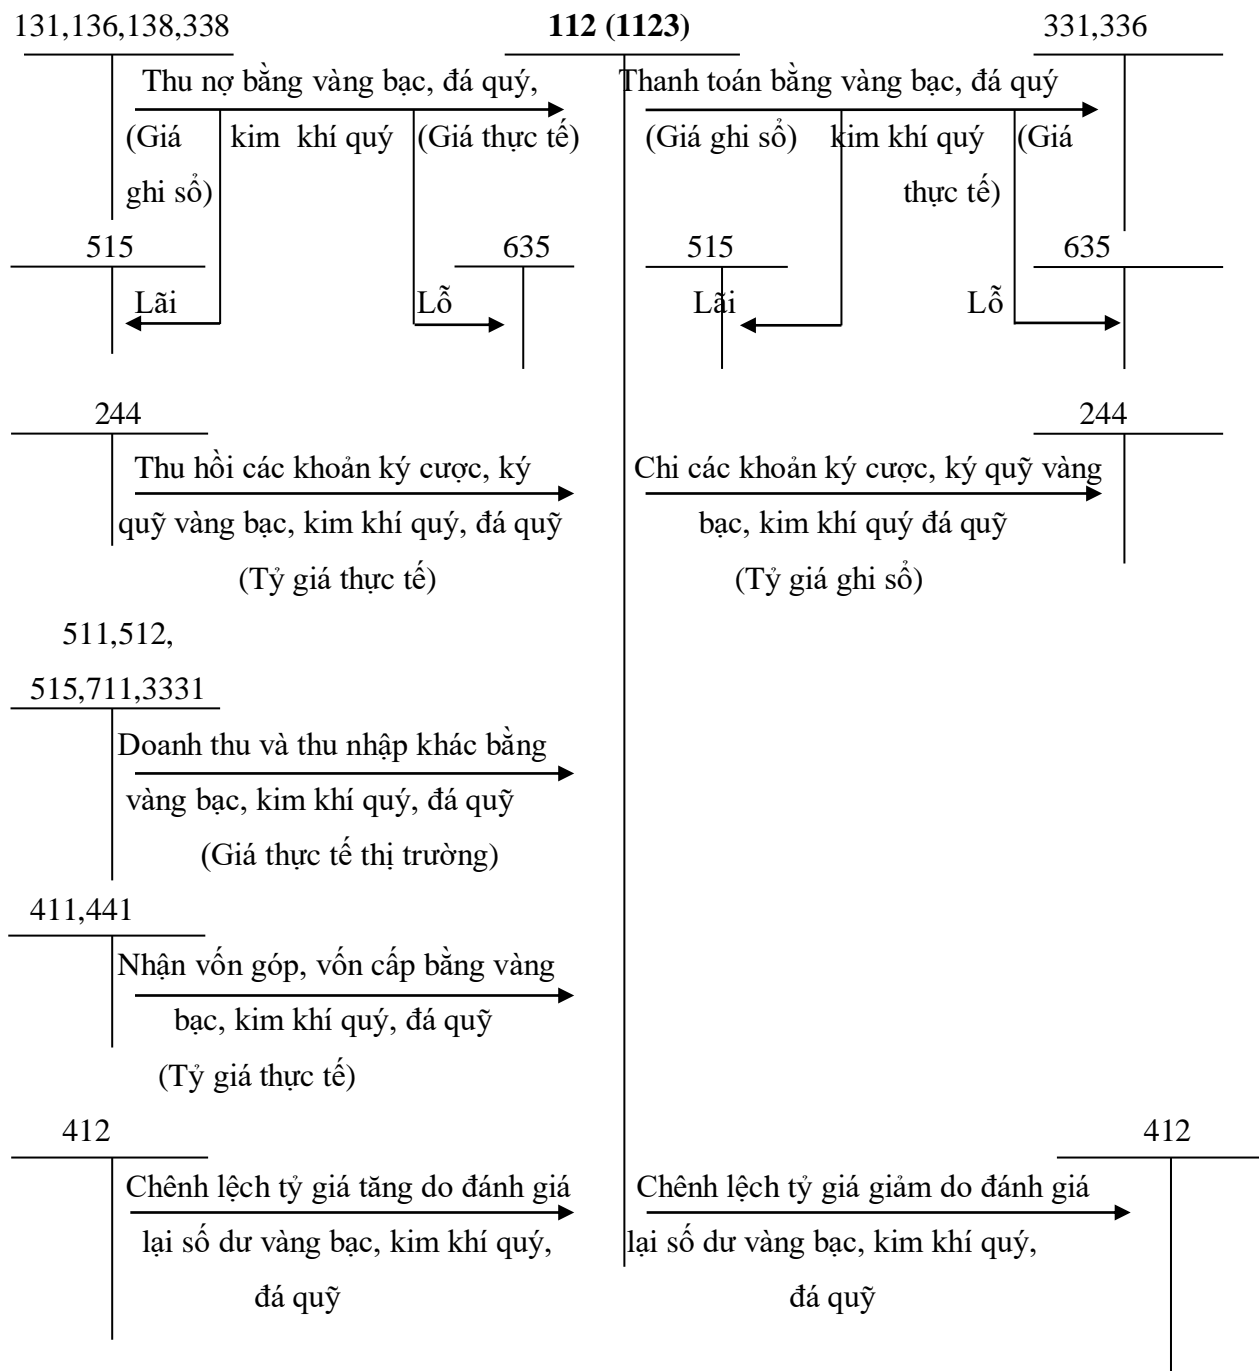 131,136,138,338 112 (1123) 331,336
Thu nợ bằng vàng bạc, đá quý, Thanh toán bằng vàng bạc, đá quý
(Giá kim khí quý (Giá thực tế) (Giá ghi sổ) kim khí quý (Giá
ghi sổ) thực tế)
515 635 515 635
Lãi Lỗ Lãi Lỗ
244 244
Thu hồi các khoản ký cược, ký Chi các khoản ký cược, ký quỹ vàng
quỹ vàng bạc, kim khí quý, đá quỹ bạc, kim khí quý đá quỹ
(Tỷ giá thực tế) (Tỷ giá ghi sổ)
511,512,
515,711,3331
Doanh thu và thu nhập khác bằng
vàng bạc, kim khí quý, đá quỹ
(Giá thực tế thị trường)
411,441
Nhận vốn góp, vốn cấp bằng vàng
bạc, kim khí quý, đá quỹ
(Tỷ giá thực tế)
412 412
Chênh lệch tỷ giá tăng do đánh giá Chênh lệch tỷ giá giảm do đánh giá
lại số dư vàng bạc, kim khí quý, lại số dư vàng bạc, kim khí quý,
đá quỹ đá quỹ